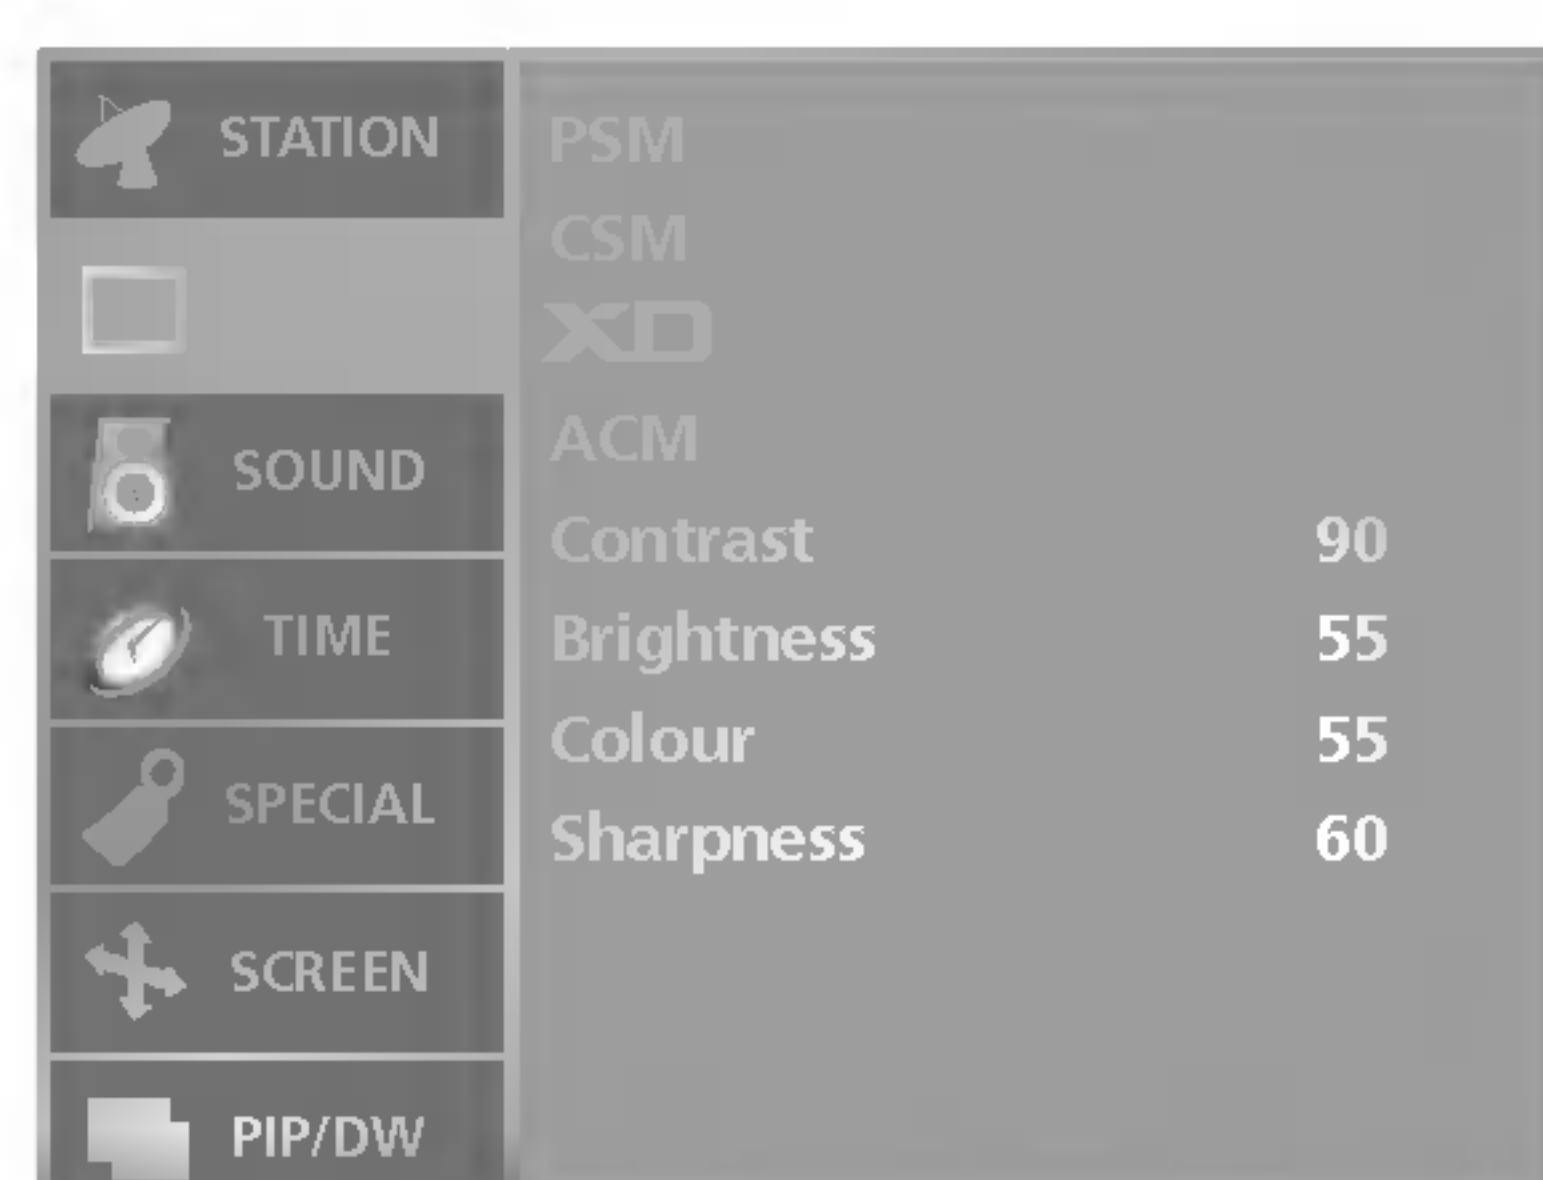 STATION
SOUND
TIME
SPECIAL
SCREEN
PIP/DW
PSM
CSM
XD
ACM
Contrast 90
Brightness 55
Colour 55
Sharpness 60